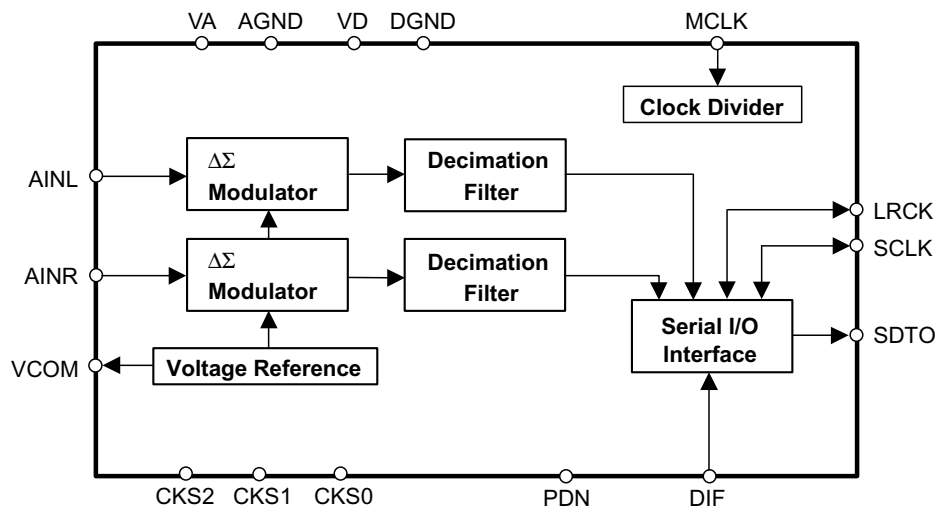 VA
AGND
VD
DGND
MCLK
Clock Divider
AINL
ΔΣ
Modulator
Decimation
Filter
LRCK
SCLK
AINR
ΔΣ
Modulator
Decimation
Filter
Serial I/O
Interface
SDTO
VCOM
Voltage Reference
CKS2
CKS1
CKS0
PDN
DIF